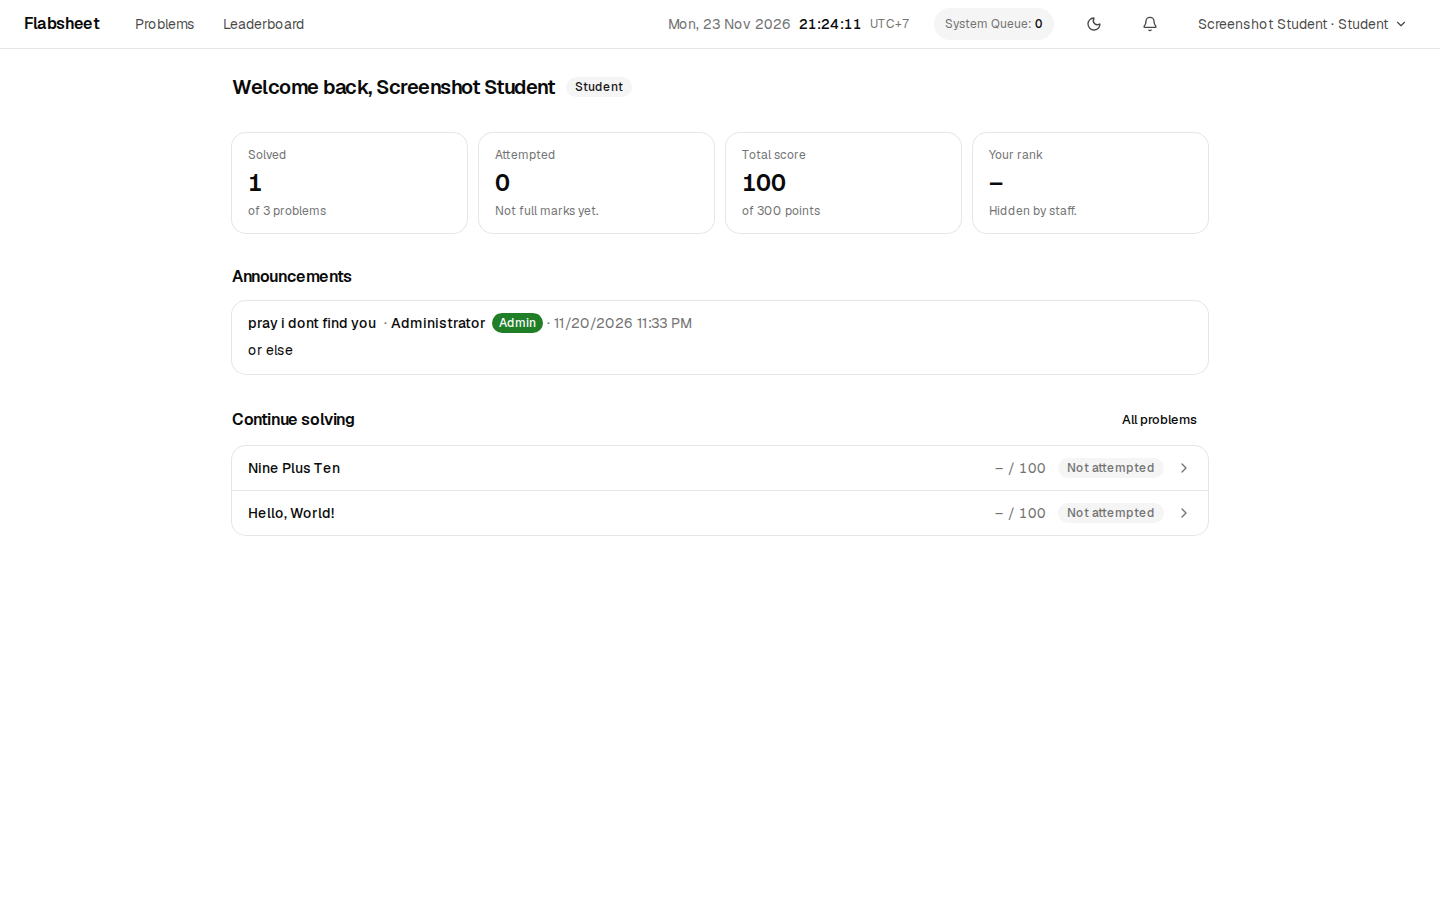 Flabsheet Problems Leaderboard Mon, 23 Nov 2026 21:24:11 UTC+7 System Queue: 0 Screenshot Student · Student
Welcome back, Screenshot Student Student
Solved Attempted Total score Your rank
1 0 100 –
of 3 problems Not full marks yet. of 300 points Hidden by staff.
Announcements
pray i dont find you · Administrator Admin · 11/20/2026 11:33 PM
or else
Continue solving All problems
Nine Plus Ten – / 100 Not attempted
Hello, World! – / 100 Not attempted